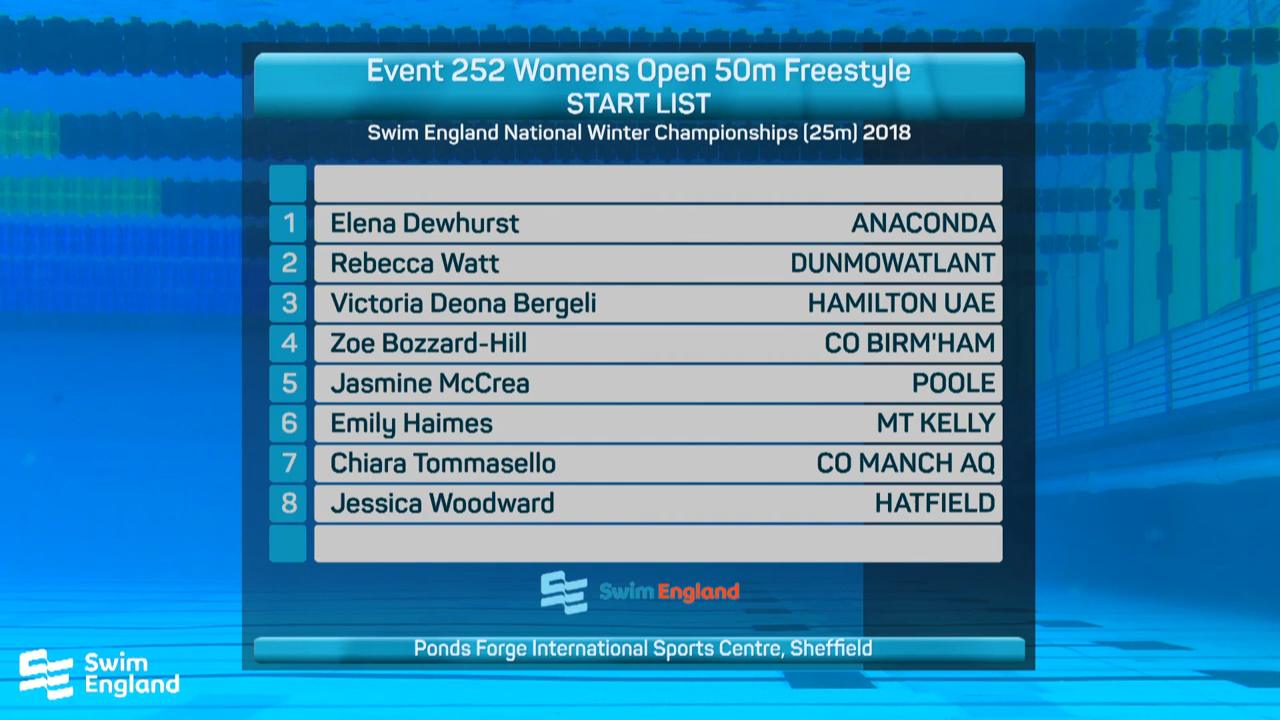 Event 252 Womens Open 50m Freestyle
START LIST
Swim England National Winter Championships (25m) 2018
1 Elena Dewhurst ANACONDA
2 Rebecca Watt DUNMOWATLANT
3 Victoria Deona Bergeli HAMILTON UAE
4 Zoe Bozzard-Hill CO BIRM'HAM
5 Jasmine McCrea POOLE
6 Emily Haimes MT KELLY
7 Chiara Tommasello CO MANCH AQ
8 Jessica Woodward HATFIELD
Swim England
Ponds Forge International Sports Centre, Sheffield
Swim
England